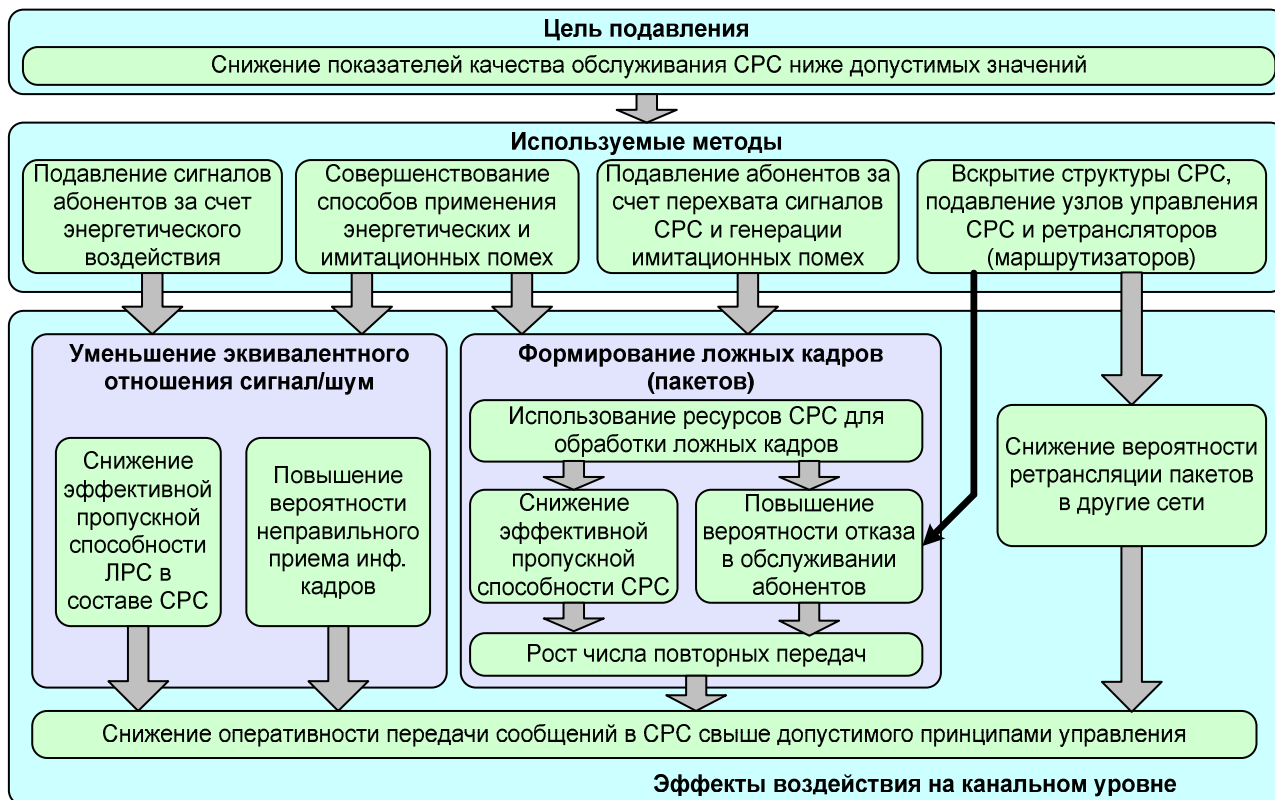 Цель подавления
Снижение показателей качества обслуживания СРС ниже допустимых значений
Используемые методы
Подавление сигналов
абонентов за счет
энергетического
воздействия
Совершенствование
способов применения
энергетических и
имитационных помех
Подавление абонентов за
счет перехвата сигналов
СРС и генерации
имитационных помех
Вскрытие структуры СРС,
подавление узлов управления
СРС и ретрансляторов
(маршрутизаторов)
Уменьшение эквивалентного
отношения сигнал/шум
Снижение
эффективной
пропускной
способности
ЛРС в
составе СРС
Повышение
вероятности
неправильного
приема инф.
кадров
Формирование ложных кадров
(пакетов)
Использование ресурсов СРС для
обработки ложных кадров
Снижение
эффективной
пропускной
способности СРС
Повышение
вероятности отказа
в обслуживании
абонентов
Рост числа повторных передач
Снижение вероятности
ретрансляции пакетов
в другие сети
Снижение оперативности передачи сообщений в СРС свыше допустимого принципами управления
Эффекты воздействия на канальном уровне